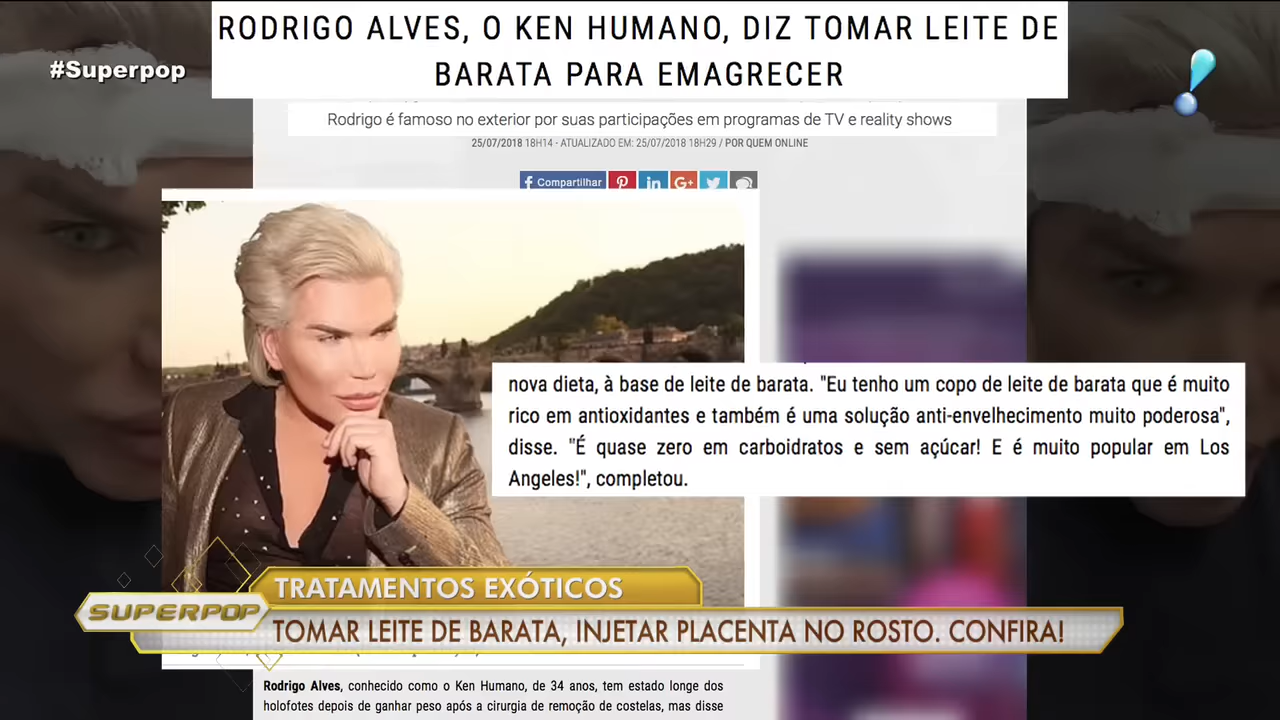 RODRIGO ALVES, O KEN HUMANO, DIZ TOMAR LEITE DE
BARATA PARA EMAGRECER
#Superpop
Rodrigo é famoso no exterior por suas participações em programas de TV e reality shows
25/07/2018 18H14 - ATUALIZADO EM: 25/07/2018 18H29 / POR QUEM ONLINE
Compartilhar
nova dieta, à base de leite de barata. "Eu tenho um copo de leite de barata que é muito
rico em antioxidantes e também é uma solução anti-envelhecimento muito poderosa",
disse. "É quase zero em carboidratos e sem açúcar! E é muito popular em Los
Angeles!", completou.
TRATAMENTOS EXÓTICOS
SUPERPOP
TOMAR LEITE DE BARATA, INJETAR PLACENTA NO ROSTO. CONFIRA!
Rodrigo Alves, conhecido como o Ken Humano, de 34 anos, tem estado longe dos
holofotes depois de ganhar peso após a cirurgia de remoção de costelas, mas disse